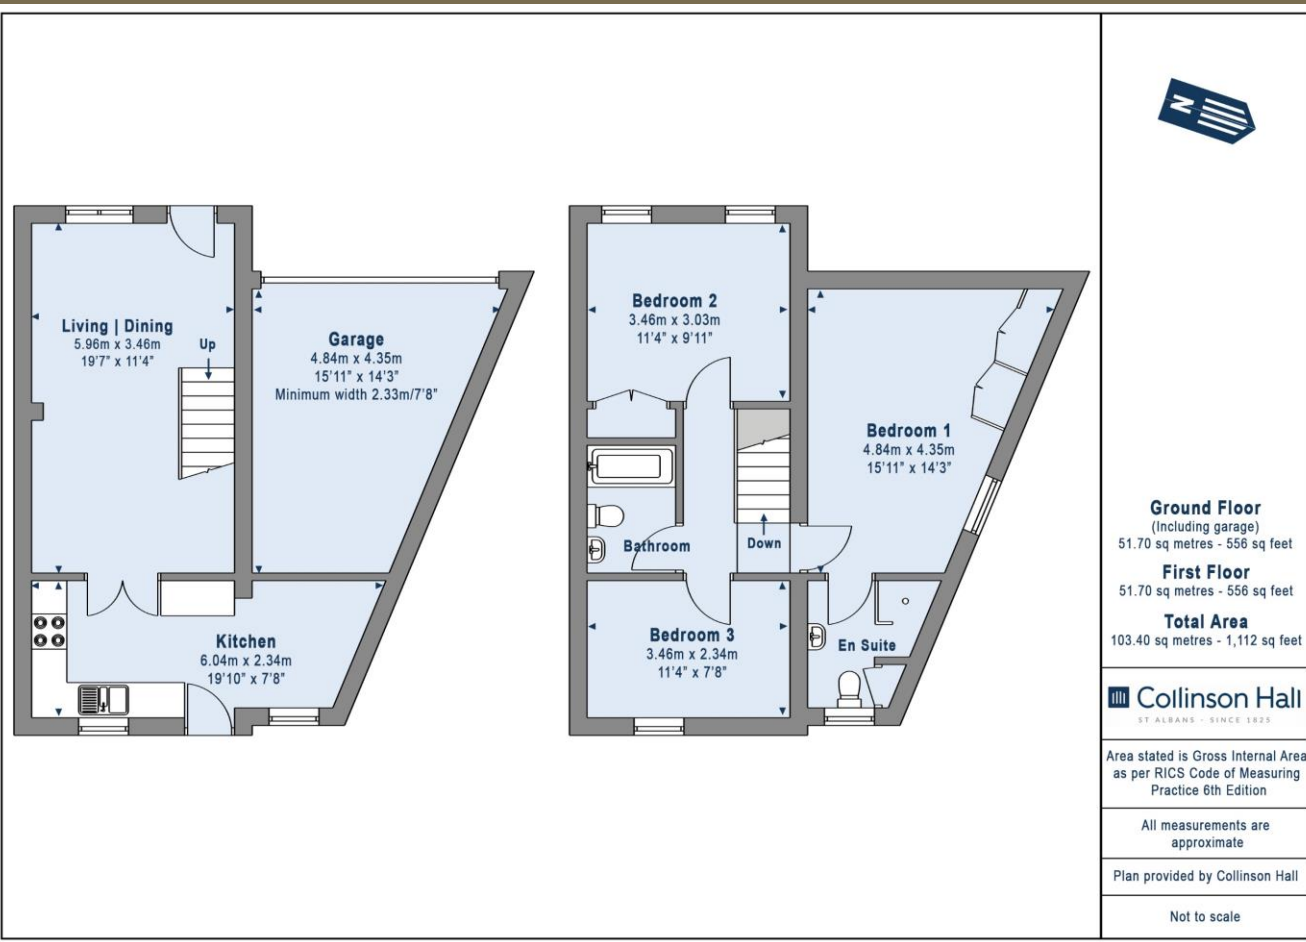 Living | Dining
5.96m x 3.46m
19'7" x 11'4"
Up
Garage
4.84m x 4.35m
15'11" x 14'3"
Minimum width 2.33m/7'8"
Kitchen
6.04m x 2.34m
19'10" x 7'8"
Bedroom 2
3.46m x 3.03m
11'4" x 9'11"
Bedroom 1
4.84m x 4.35m
15'11" x 14'3"
Bathroom
Down
Bedroom 3
3.46m x 2.34m
11'4" x 7'8"
En Suite
N
Ground Floor
(Including garage)
51.70 sq metres - 556 sq feet
First Floor
51.70 sq metres - 556 sq feet
Total Area
103.40 sq metres - 1,112 sq feet
Collinson Hall
ST ALBANS - SINCE 1825
Area stated is Gross Internal Area
as per RICS Code of Measuring
Practice 6th Edition
All measurements are
approximate
Plan provided by Collinson Hall
Not to scale